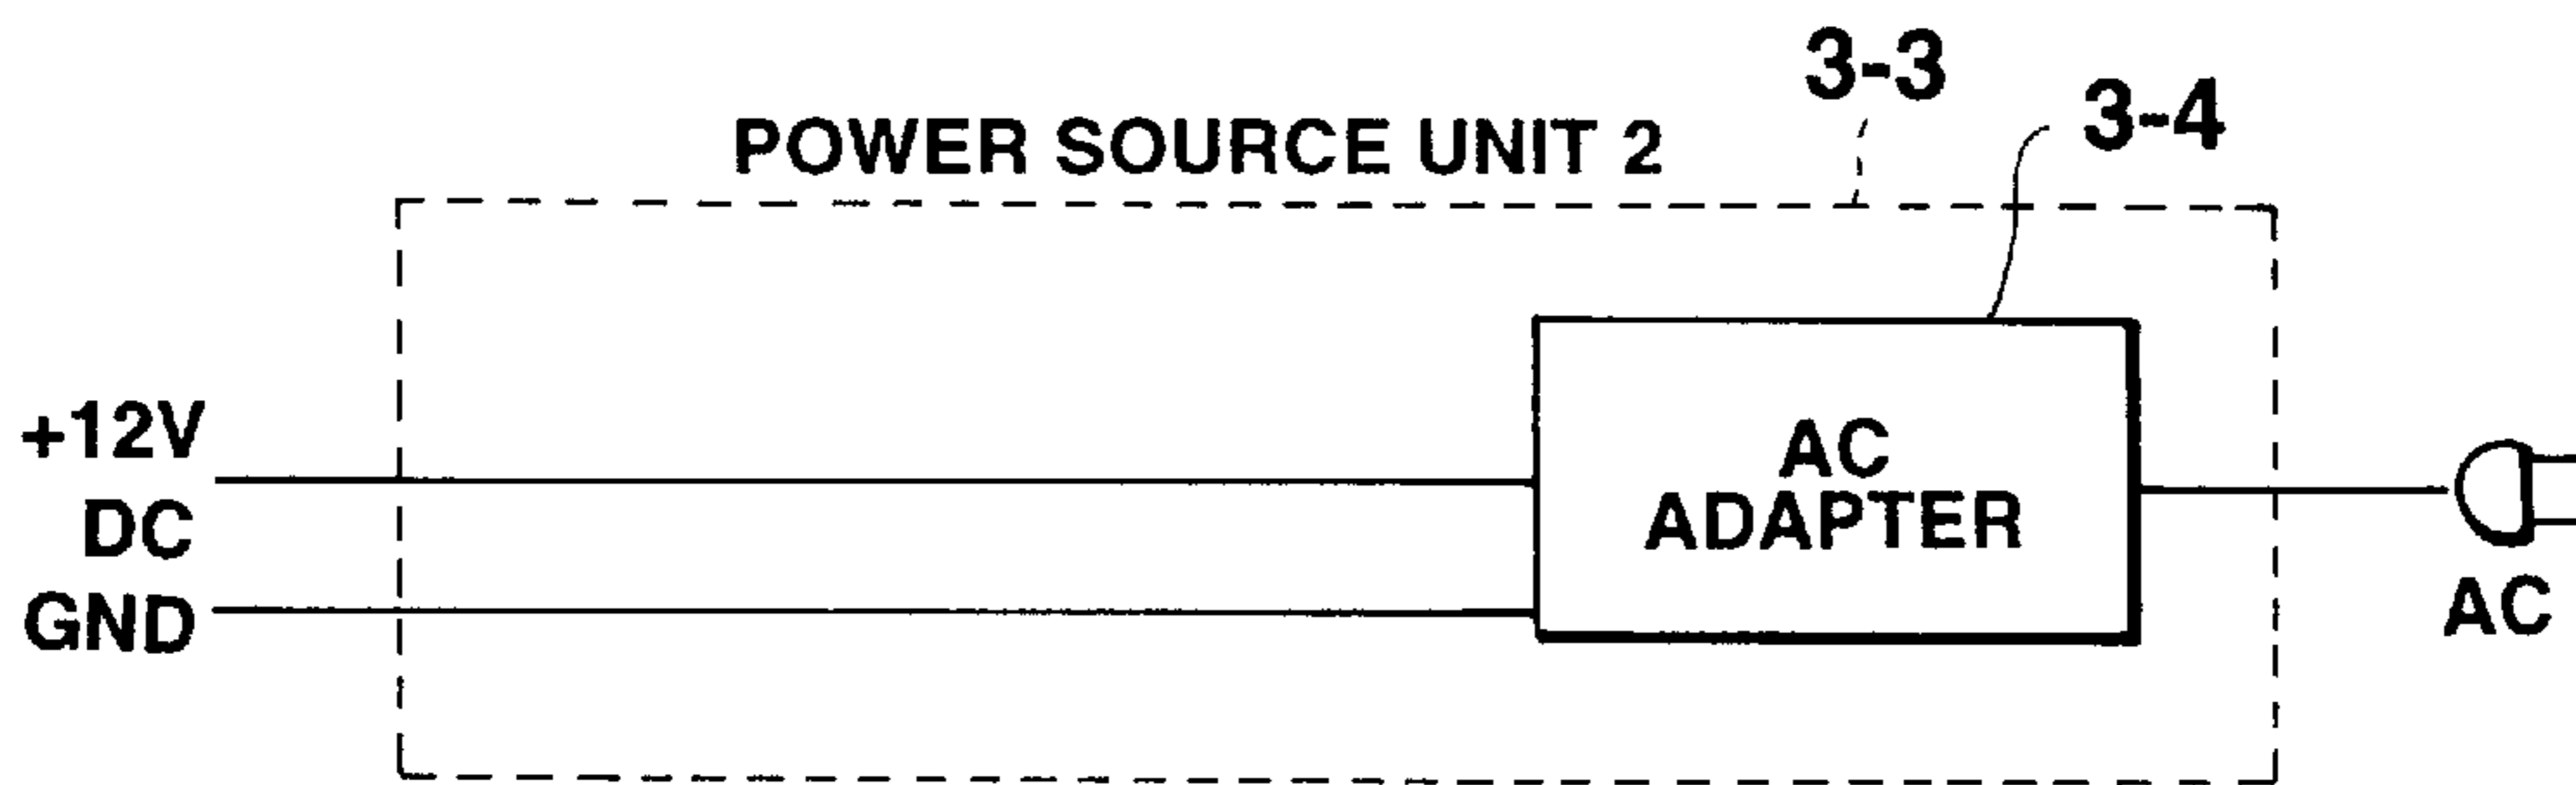 3-3
3-4
POWER SOURCE UNIT 2
+12V
DC
GND
AC
ADAPTER
AC